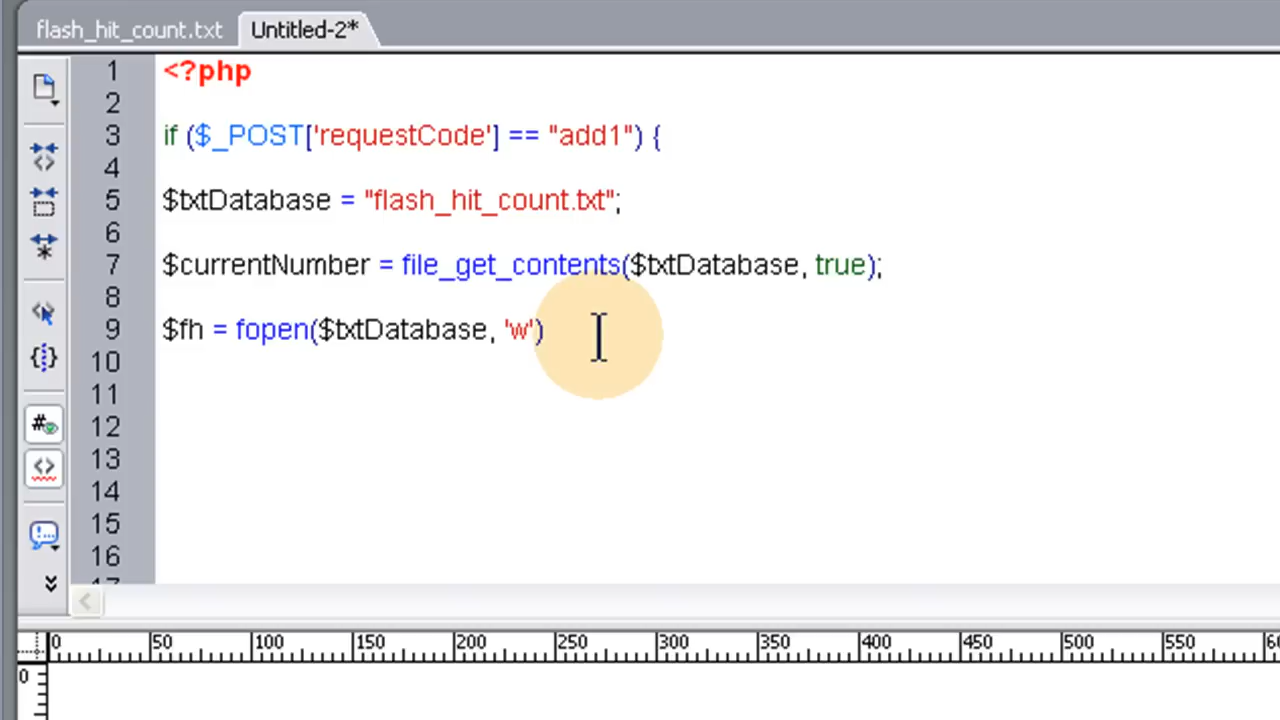 flash_hit_count.txt Untitled-2*
1 <?php
2
3 if ($_POST['requestCode'] == "add1") {
4
5 $txtDatabase = "flash_hit_count.txt";
6
7 $currentNumber = file_get_contents($txtDatabase, true);
8
9 $fh = fopen($txtDatabase, 'w')
10
11
12
13
14
15
16
0 50 100 150 200 250 300 350 400 450 500 550
0